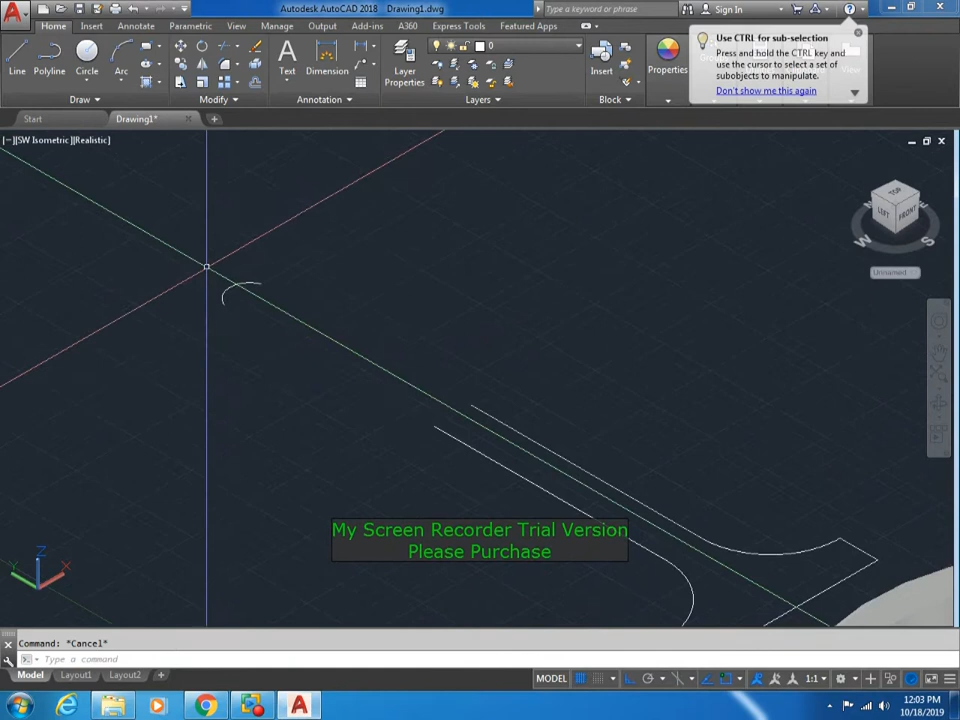 Autodesk AutoCAD 2018 Drawing1.dwg
Type a keyword or phrase
Sign In
Home Insert Annotate Parametric View Manage Output Add-ins A360 Express Tools Featured Apps
Use CTRL for sub-selection
Press and hold the CTRL key and
use the cursor to select a set of
subobjects to manipulate.
Don't show me this again
Line Polyline Circle Arc Text Dimension Layer Properties Insert Properties
0
Draw Modify Annotation Layers Block
Start Drawing1*
[−][SW Isometric][Realistic]
TOP
LEFT FRONT
W S
Unnamed
My Screen Recorder Trial Version
Please Purchase
Z
Y X
Command: *Cancel*
Type a command
Model Layout1 Layout2 +
MODEL 1:1
12:03 PM
10/18/2019